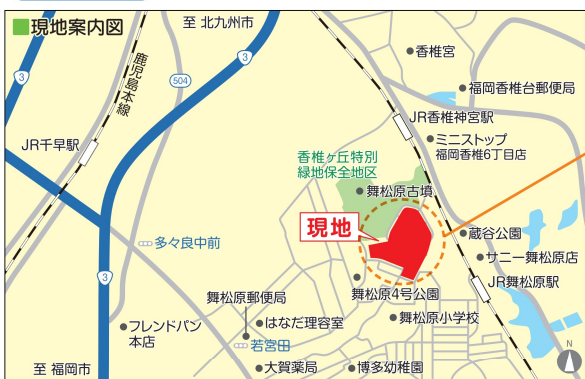 ■現地案内図
至 北九州市
鹿児島本線
3
504
3
香椎宮
福岡香椎台郵便局
JR香椎神宮駅
JR千早駅
ミニストップ
福岡香椎6丁目店
香椎ヶ丘特別
緑地保全地区
舞松原古墳
現地
蔵谷公園
多々良中前
サニー舞松原店
JR舞松原駅
3
舞松原4号公園
舞松原郵便局
はなだ理容室
舞松原小学校
フレンドパン
本店
若宮田
至 福岡市
大賀薬局
博多幼稚園
N